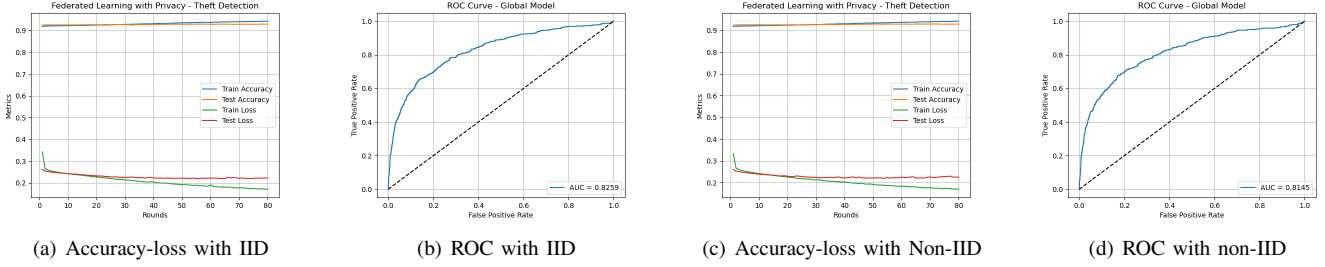 Federated Learning with Privacy - Theft Detection
0.9
0.8
0.7
0.6
0.5
0.4
0.3
0.2
Metrics
Train Accuracy
Test Accuracy
Train Loss
Test Loss
0 10 20 30 40 50 60 70 80
Rounds
(a) Accuracy-loss with IID
ROC Curve - Global Model
1.0
0.8
0.6
0.4
0.2
0.0
True Positive Rate
AUC = 0.8259
0.0 0.2 0.4 0.6 0.8 1.0
False Positive Rate
(b) ROC with IID
Federated Learning with Privacy - Theft Detection
0.9
0.8
0.7
0.6
0.5
0.4
0.3
0.2
Metrics
Train Accuracy
Test Accuracy
Train Loss
Test Loss
0 10 20 30 40 50 60 70 80
Rounds
(c) Accuracy-loss with Non-IID
ROC Curve - Global Model
1.0
0.8
0.6
0.4
0.2
0.0
True Positive Rate
AUC = 0.8145
0.0 0.2 0.4 0.6 0.8 1.0
False Positive Rate
(d) ROC with non-IID